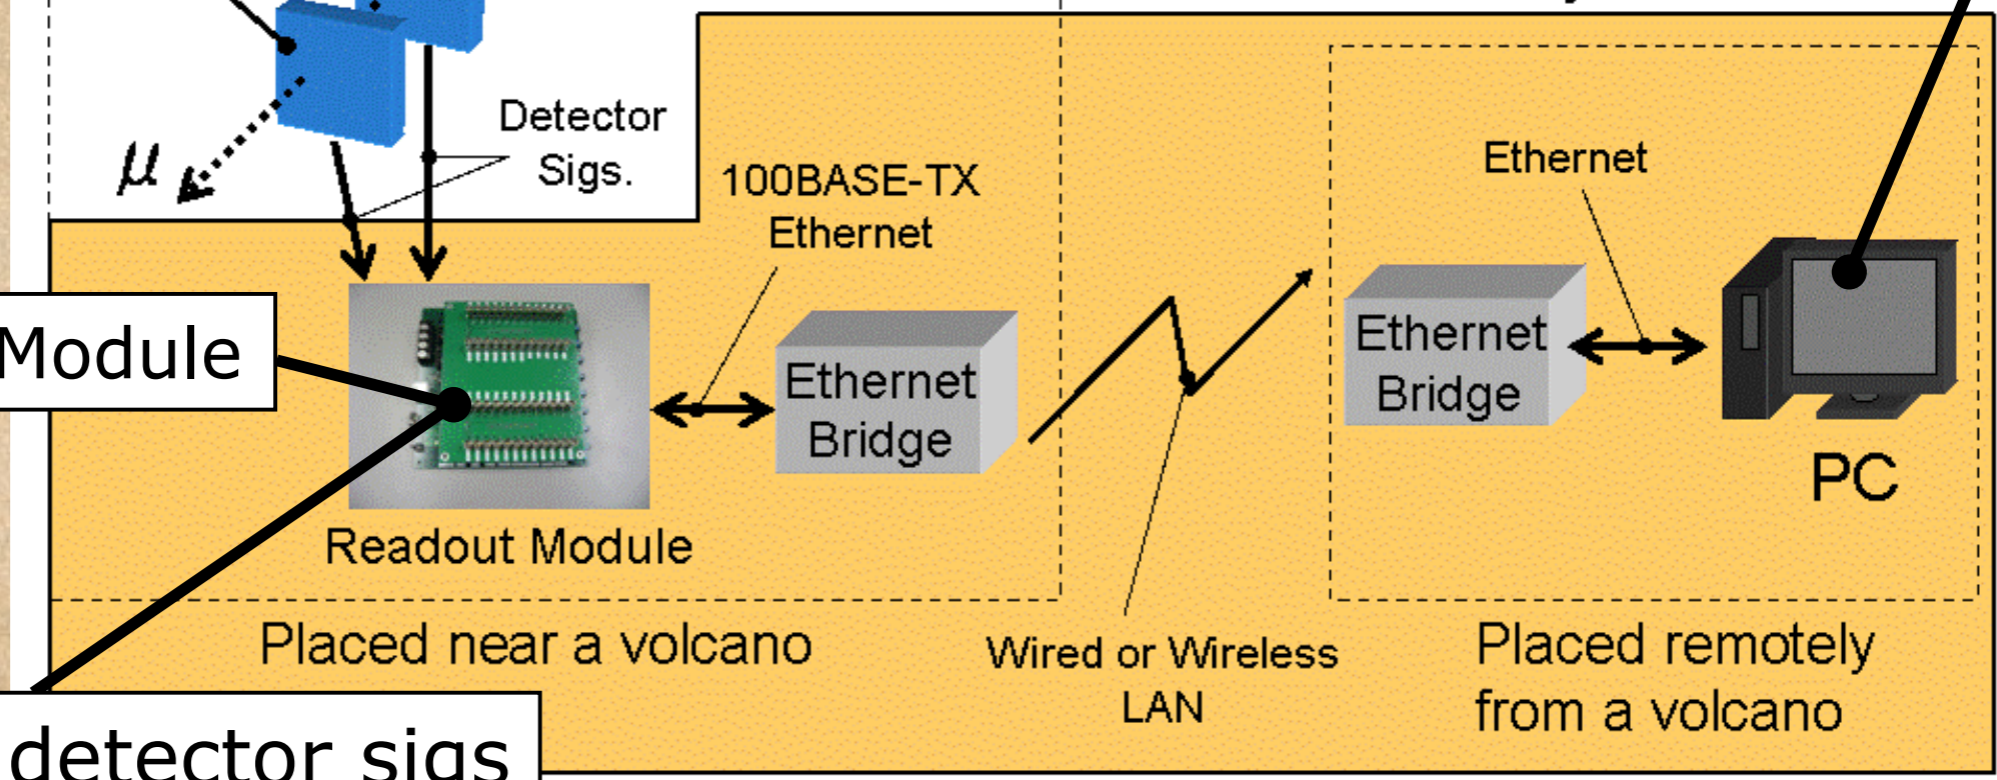 μ
Detector
Sigs.
100BASE-TX
Ethernet
Ethernet
Module
Ethernet
Bridge
Ethernet
Bridge
PC
Readout Module
Placed near a volcano
Wired or Wireless
LAN
Placed remotely
from a volcano
detector sigs